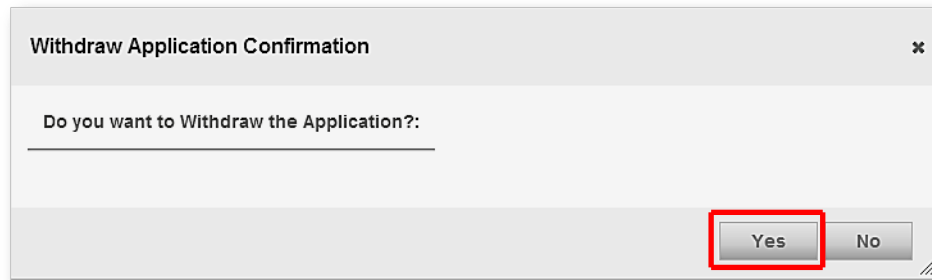 Withdraw Application Confirmation
Do you want to Withdraw the Application?:
Yes No